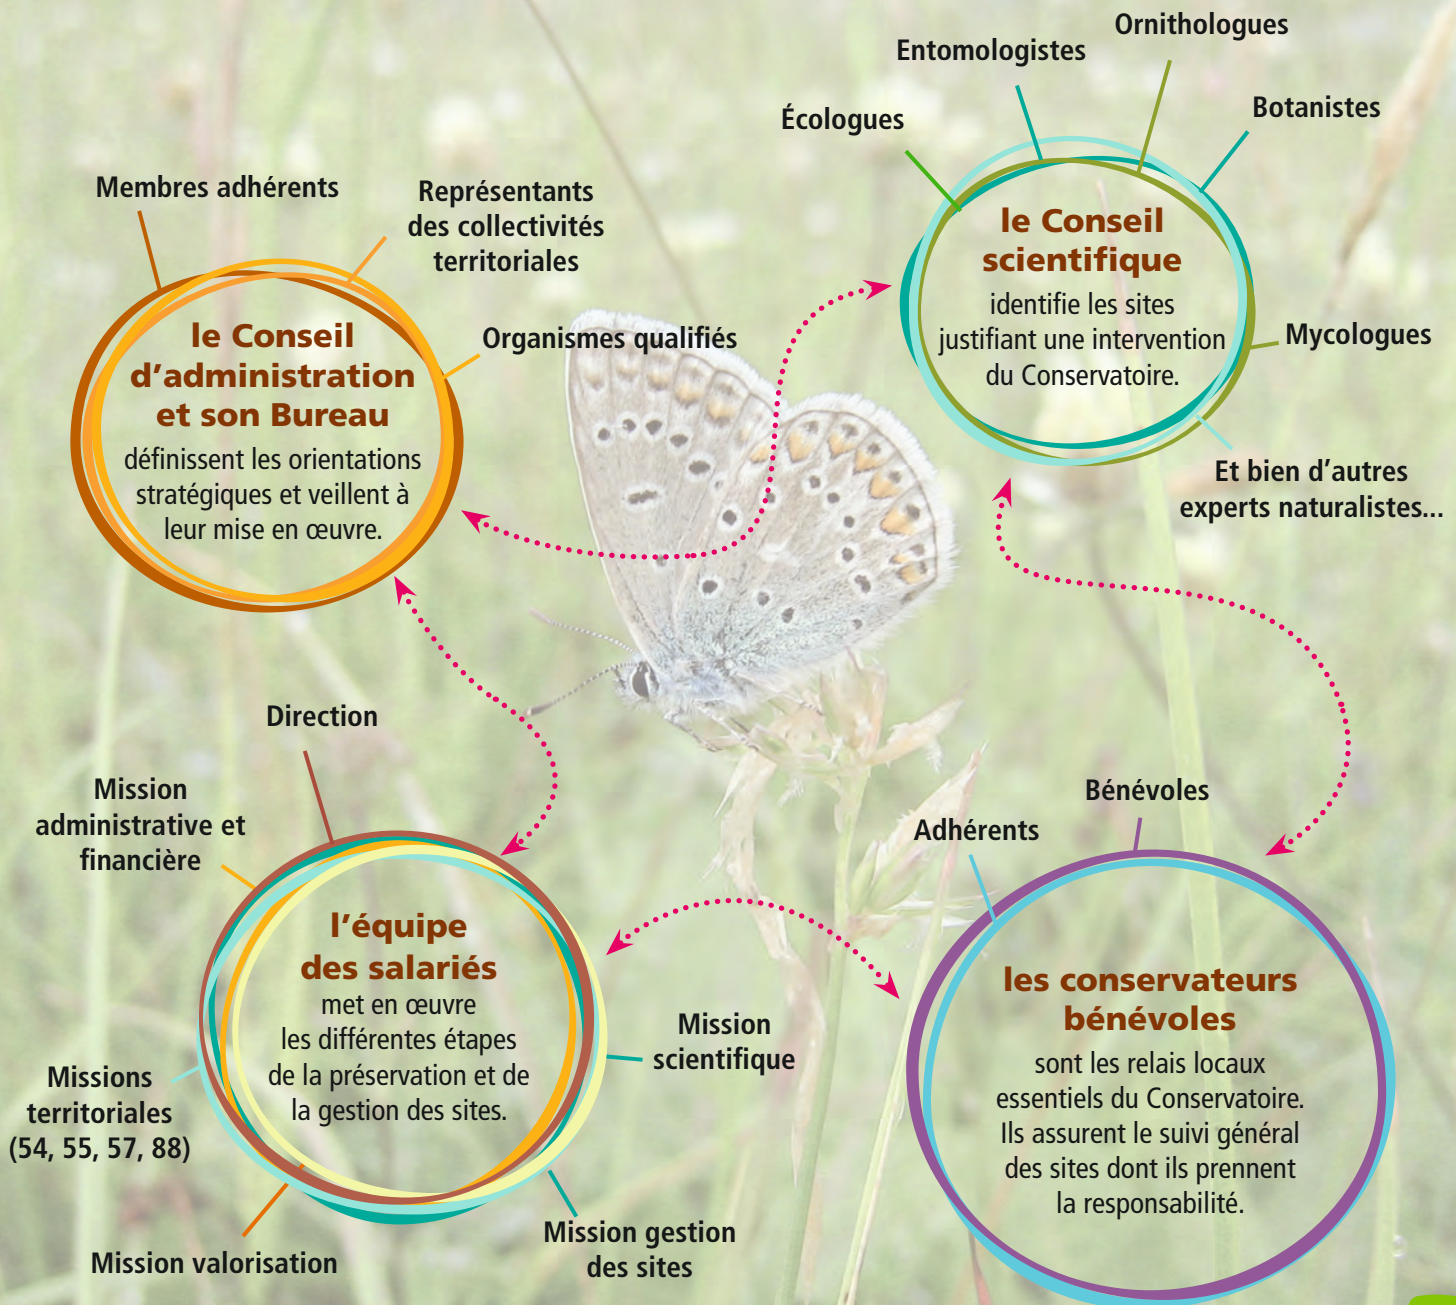 Membres adhérents
Représentants
des collectivités
territoriales
Organismes qualifiés
le Conseil
d'administration
et son Bureau
définissent les orientations
stratégiques et veillent à
leur mise en œuvre.
Écologues
Entomologistes
Ornithologues
Botanistes
Mycologues
Et bien d'autres
experts naturalistes...
le Conseil
scientifique
identifie les sites
justifiant une intervention
du Conservatoire.
Direction
Mission
administrative et
financière
Missions
territoriales
(54, 55, 57, 88)
Mission valorisation
Mission gestion
des sites
Mission
scientifique
l'équipe
des salariés
met en œuvre
les différentes étapes
de la préservation et de
la gestion des sites.
Adhérents
Bénévoles
les conservateurs
bénévoles
sont les relais locaux
essentiels du Conservatoire.
Ils assurent le suivi général
des sites dont ils prennent
la responsabilité.